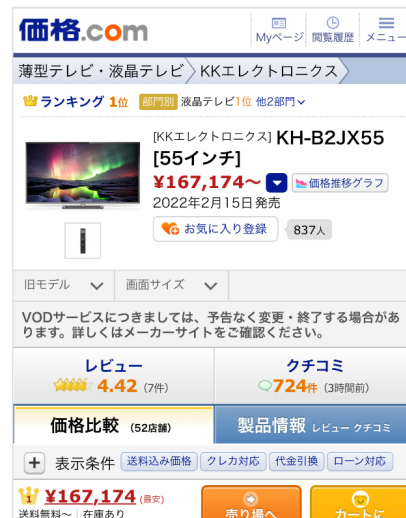 価格.com
Myページ 閲覧履歴 メニュー
薄型テレビ・液晶テレビ KKエレクトロニクス
ランキング 1位 部門別 液晶テレビ1位 他2部門
[KKエレクトロニクス] KH-B2JX55
[55インチ]
¥167,174～ 価格推移グラフ
2022年2月15日発売
お気に入り登録 837人
旧モデル 画面サイズ
VODサービスにつきましては、予告なく変更・終了する場合があ
ります。詳しくはメーカーサイトをご確認ください。
レビュー クチコミ
4.42 (7件) 724件 (3時間前)
価格比較 (52店舗) 製品情報 レビュー クチコミ
+ 表示条件 送料込み価格 クレカ対応 代金引換 ローン対応
1 ¥167,174 (最安)
送料無料～ 在庫あり 売り場へ カートに